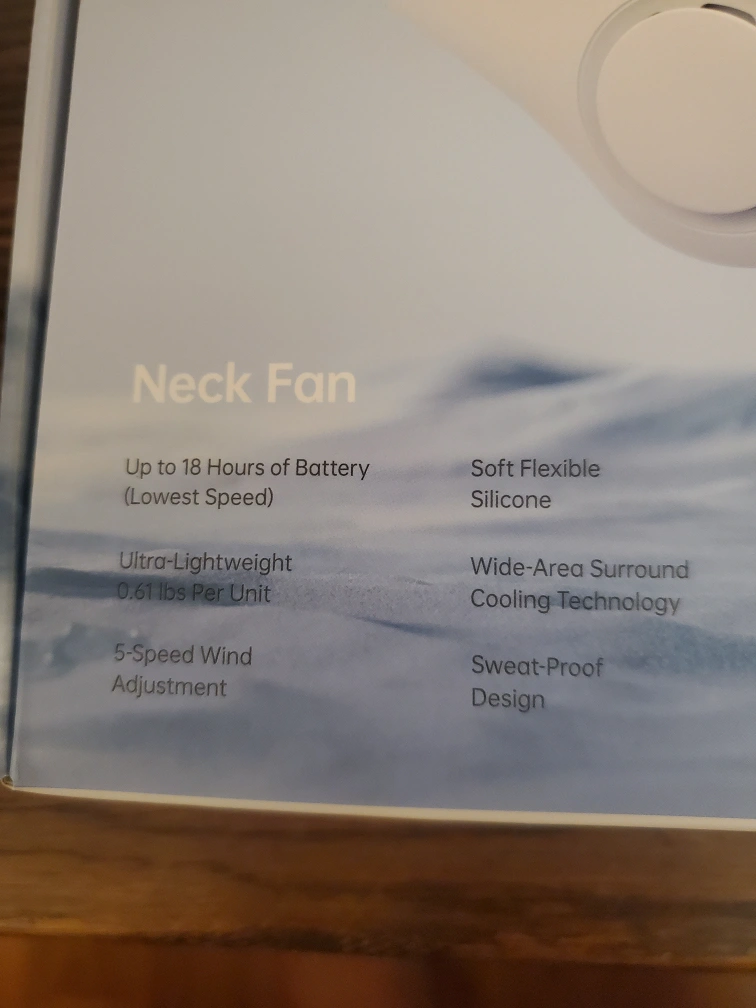 Neck Fan
Up to 18 Hours of Battery
(Lowest Speed)
Ultra-Lightweight
0.61 lbs Per Unit
5-Speed Wind
Adjustment
Soft Flexible
Silicone
Wide-Area Surround
Cooling Technology
Sweat-Proof
Design